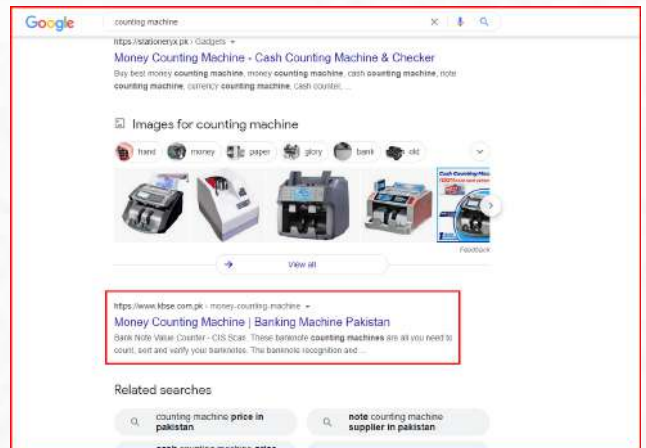 Google
counting machine
https://stationeryx.pk › Gadgets
Money Counting Machine - Cash Counting Machine & Checker
Buy best money counting machine, money counting machine, cash counting machine, note
counting machine, currency counting machine, cash counter, ...
Images for counting machine
hand money paper glory bank old
Cash Counting Mac
View all
Feedback
https://www.kbse.com.pk › money-counting-machine
Money Counting Machine | Banking Machine Pakistan
Bank Note Value Counter - CIS Scan. These banknote counting machines are all you need to
count, sort and verify your banknotes. The banknote recognition and ...
Related searches
counting machine price in
pakistan
note counting machine
supplier in pakistan
cash counting machine price